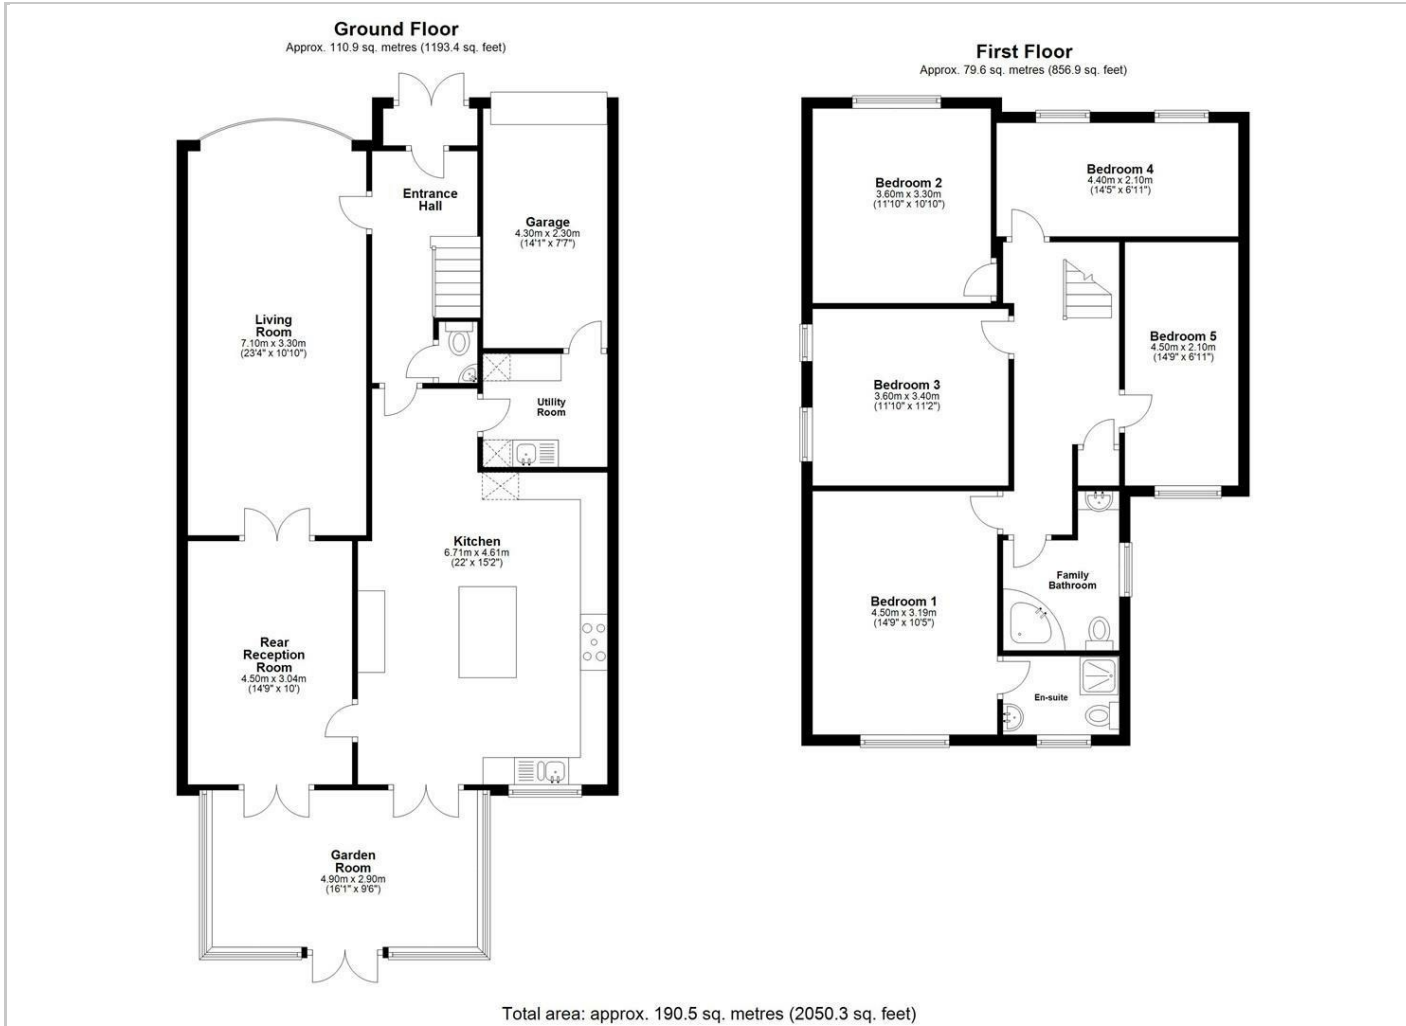 Ground Floor
Approx. 110.9 sq. metres (1193.4 sq. feet)
Entrance
Hall
Garage
4.30m x 2.30m
(14'1" x 7'7")
Living
Room
7.10m x 3.30m
(23'4" x 10'10")
Utility
Room
Kitchen
6.71m x 4.61m
(22' x 15'2")
Rear
Reception
Room
4.50m x 3.04m
(14'9" x 10')
Garden
Room
4.90m x 2.90m
(16'1" x 9'6")
First Floor
Approx. 79.6 sq. metres (856.9 sq. feet)
Bedroom 2
3.60m x 3.30m
(11'10" x 10'10")
Bedroom 4
4.40m x 2.10m
(14'5" x 6'11")
Bedroom 5
4.50m x 2.10m
(14'9" x 6'11")
Bedroom 3
3.60m x 3.40m
(11'10" x 11'2")
Family
Bathroom
Bedroom 1
4.50m x 3.19m
(14'9" x 10'5")
En-suite
Total area: approx. 190.5 sq. metres (2050.3 sq. feet)